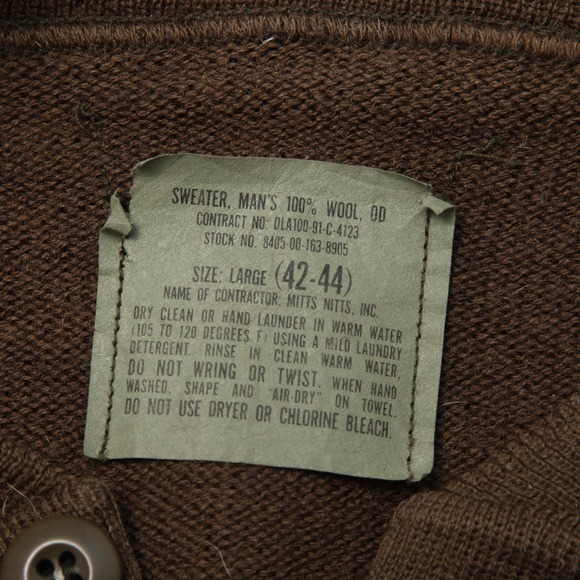 SWEATER, MAN'S 100% WOOL, OD
CONTRACT NO. DLA100-91-C-4123
STOCK NO. 8405-00-163-8905
SIZE: LARGE (42-44)
NAME OF CONTRACTOR: MITTS NITTS, INC.
DRY CLEAN OR HAND LAUNDER IN WARM WATER
(105 TO 120 DEGREES F) USING A MILD LAUNDRY
DETERGENT. RINSE IN CLEAN WARM WATER,
DO NOT WRING OR TWIST. WHEN HAND
WASHED, SHAPE AND "AIR-DRY" ON TOWEL.
DO NOT USE DRYER OR CHLORINE BLEACH.